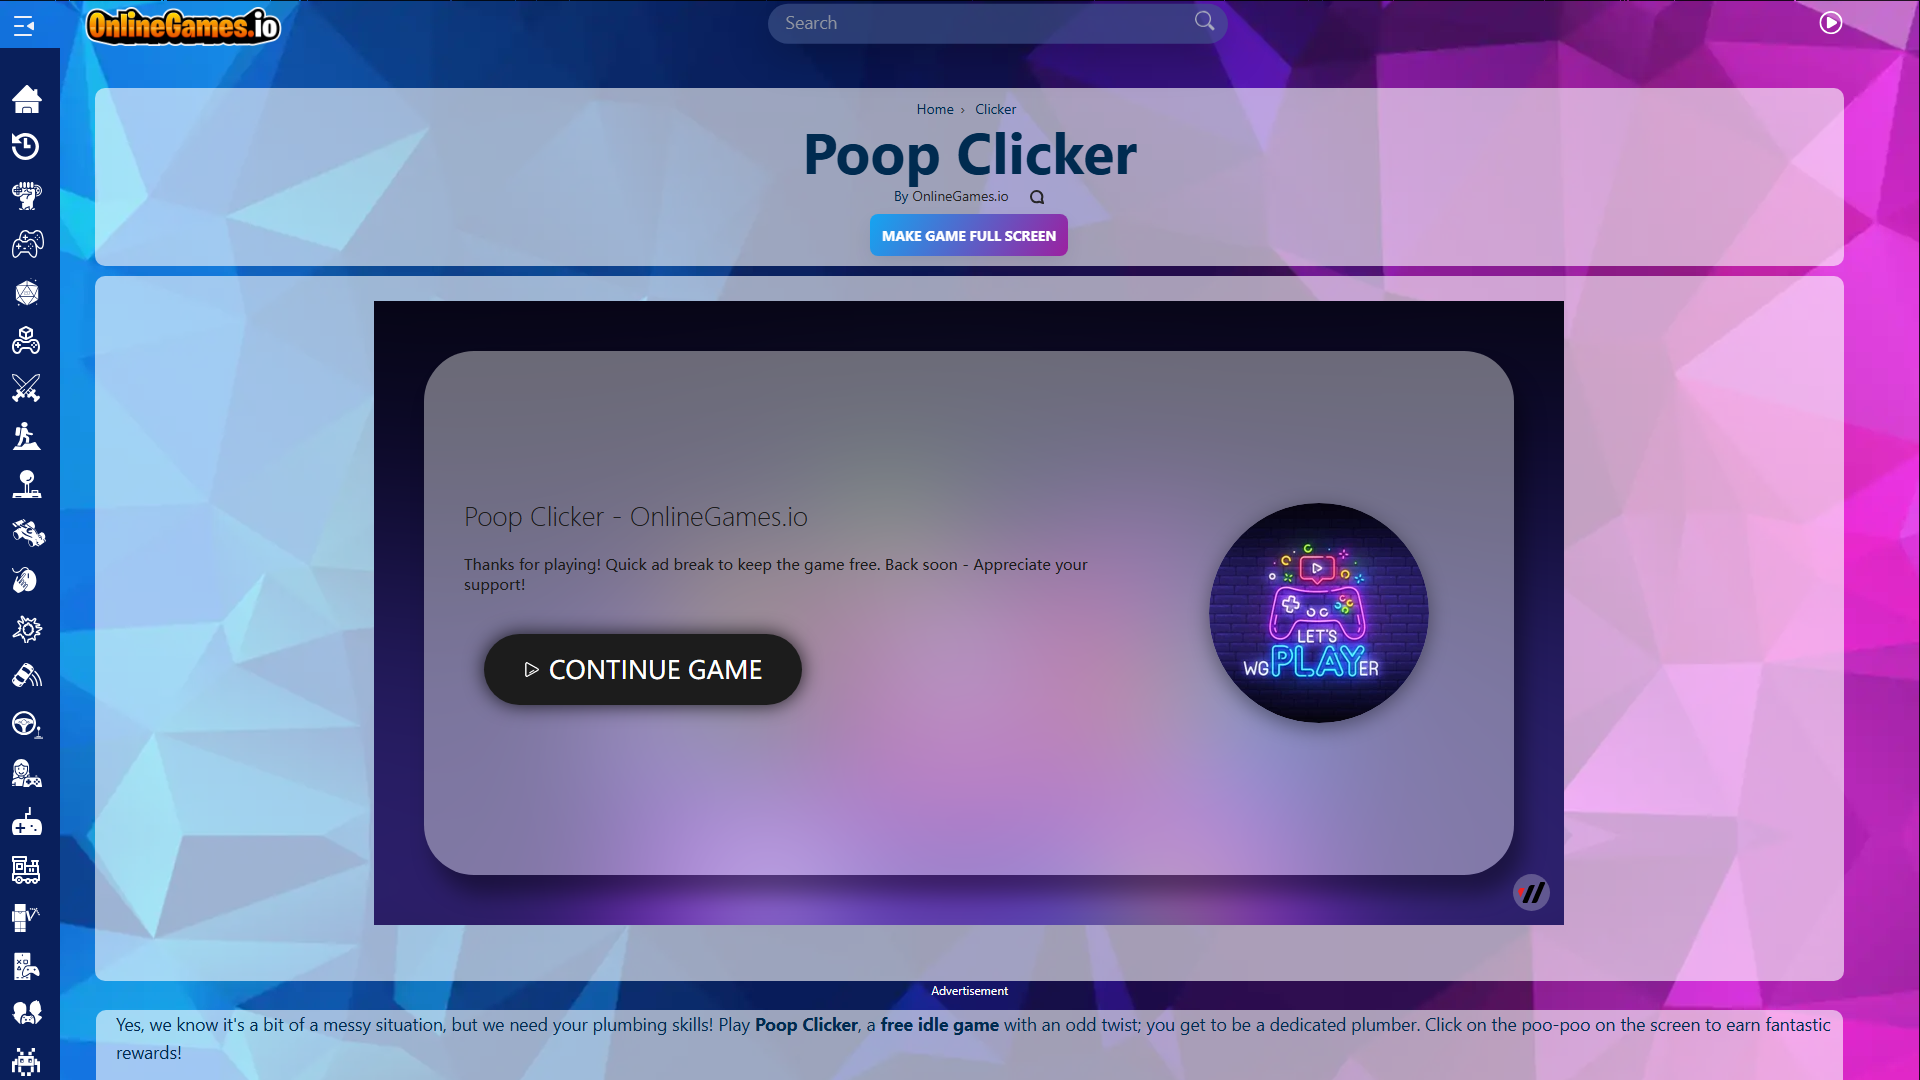 OnlineGames.io
Search
Home › Clicker
Poop Clicker
By OnlineGames.io
MAKE GAME FULL SCREEN
Poop Clicker - OnlineGames.io
Thanks for playing! Quick ad break to keep the game free. Back soon - Appreciate your
support!
CONTINUE GAME
LET'S
WGPLAYER
Advertisement
Yes, we know it's a bit of a messy situation, but we need your plumbing skills! Play Poop Clicker, a free idle game with an odd twist; you get to be a dedicated plumber. Click on the poo-poo on the screen to earn fantastic
rewards!